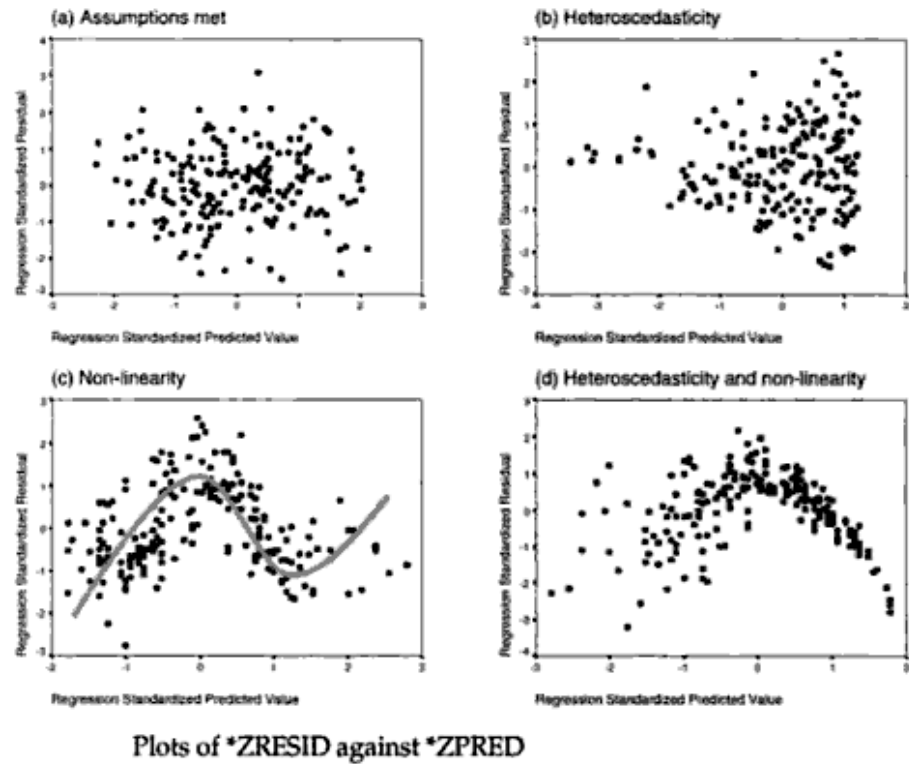 (a) Assumptions met
(b) Heteroscedasticity
Regression Standardized Residual
Regression Standardized Residual
Regression Standardized Predicted Value
Regression Standardized Predicted Value
(c) Non-linearity
(d) Heteroscedasticity and non-linearity
Regression Standardized Residual
Regression Standardized Residual
Regression Standardized Predicted Value
Regression Standardized Predicted Value
Plots of *ZRESID against *ZPRED